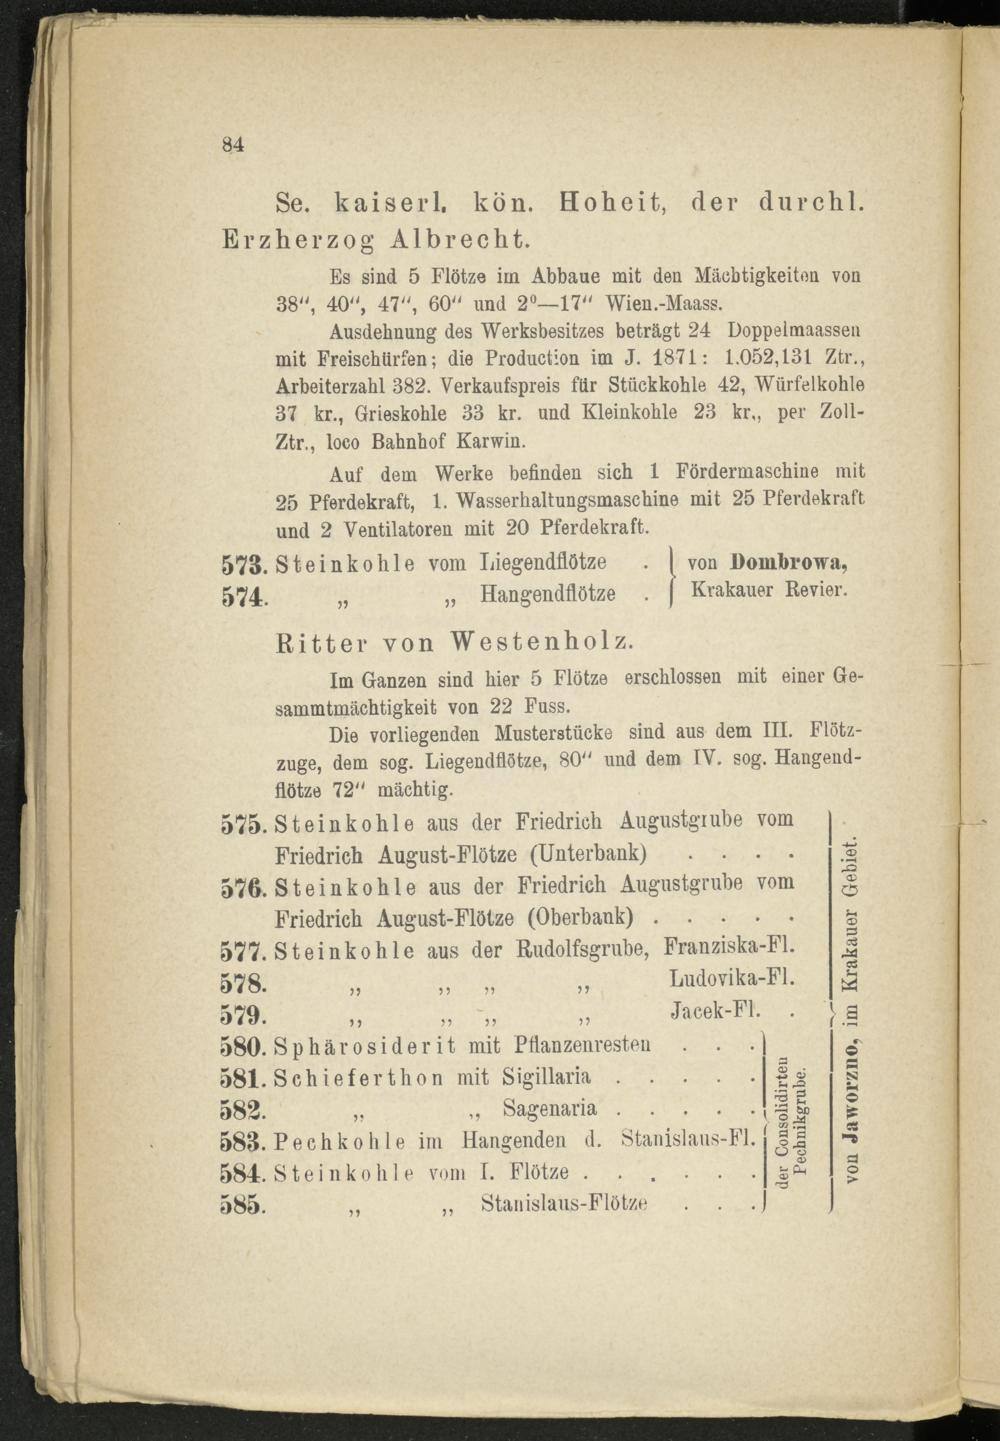 84
Se. kaiserl. kön. Hoheit, der durchl.
Erzherzog Albrecht.
Es sind 5 Flötze im Abbaue mit den Mächtigkeiten von
38", 40", 47", 60" und 2⁰—17" Wien.-Maass.
Ausdehnung des Werksbesitzes beträgt 24 Doppelmaassen
mit Freischürfen; die Production im J. 1871: 1.052,131 Ztr.,
Arbeiterzahl 382. Verkaufspreis für Stückkohle 42, Würfelkohle
37 kr., Grieskohle 33 kr. und Kleinkohle 23 kr., per Zoll-
Ztr., loco Bahnhof Karwin.
Auf dem Werke befinden sich 1 Fördermaschine mit
25 Pferdekraft, 1. Wasserhaltungsmaschine mit 25 Pferdekraft
und 2 Ventilatoren mit 20 Pferdekraft.
573. Steinkohle vom Liegendflötze . } von Dombrowa,
574. „ „ Hangendflötze . } Krakauer Revier.
Ritter von Westenholz.
Im Ganzen sind hier 5 Flötze erschlossen mit einer Ge-
sammtmächtigkeit von 22 Fuss.
Die vorliegenden Musterstücke sind aus dem III. Flötz-
zuge, dem sog. Liegendflötze, 80" und dem IV. sog. Hangend-
flötze 72" mächtig.
575. Steinkohle aus der Friedrich Augustgrube vom
Friedrich August-Flötze (Unterbank) . . . .
576. Steinkohle aus der Friedrich Augustgrube vom
Friedrich August-Flötze (Oberbank) . . . . .
577. Steinkohle aus der Rudolfsgrube, Franziska-Fl.
578. „ „ „ „ Ludovika-Fl.
579. „ „ „ „ Jacek-Fl. .
580. Sphärosiderit mit Pflanzenresten . . .
581. Schieferthon mit Sigillaria . . . . .
582. „ „ Sagenaria . . . . .
583. Pechkohle im Hangenden d. Stanislaus-Fl.
584. Steinkohle vom I. Flötze . . . . . .
585. „ „ Stanislaus-Flötze . . .
der Consolidirten
Pechnikgrube.
von Jaworzno, im Krakauer Gebiet.